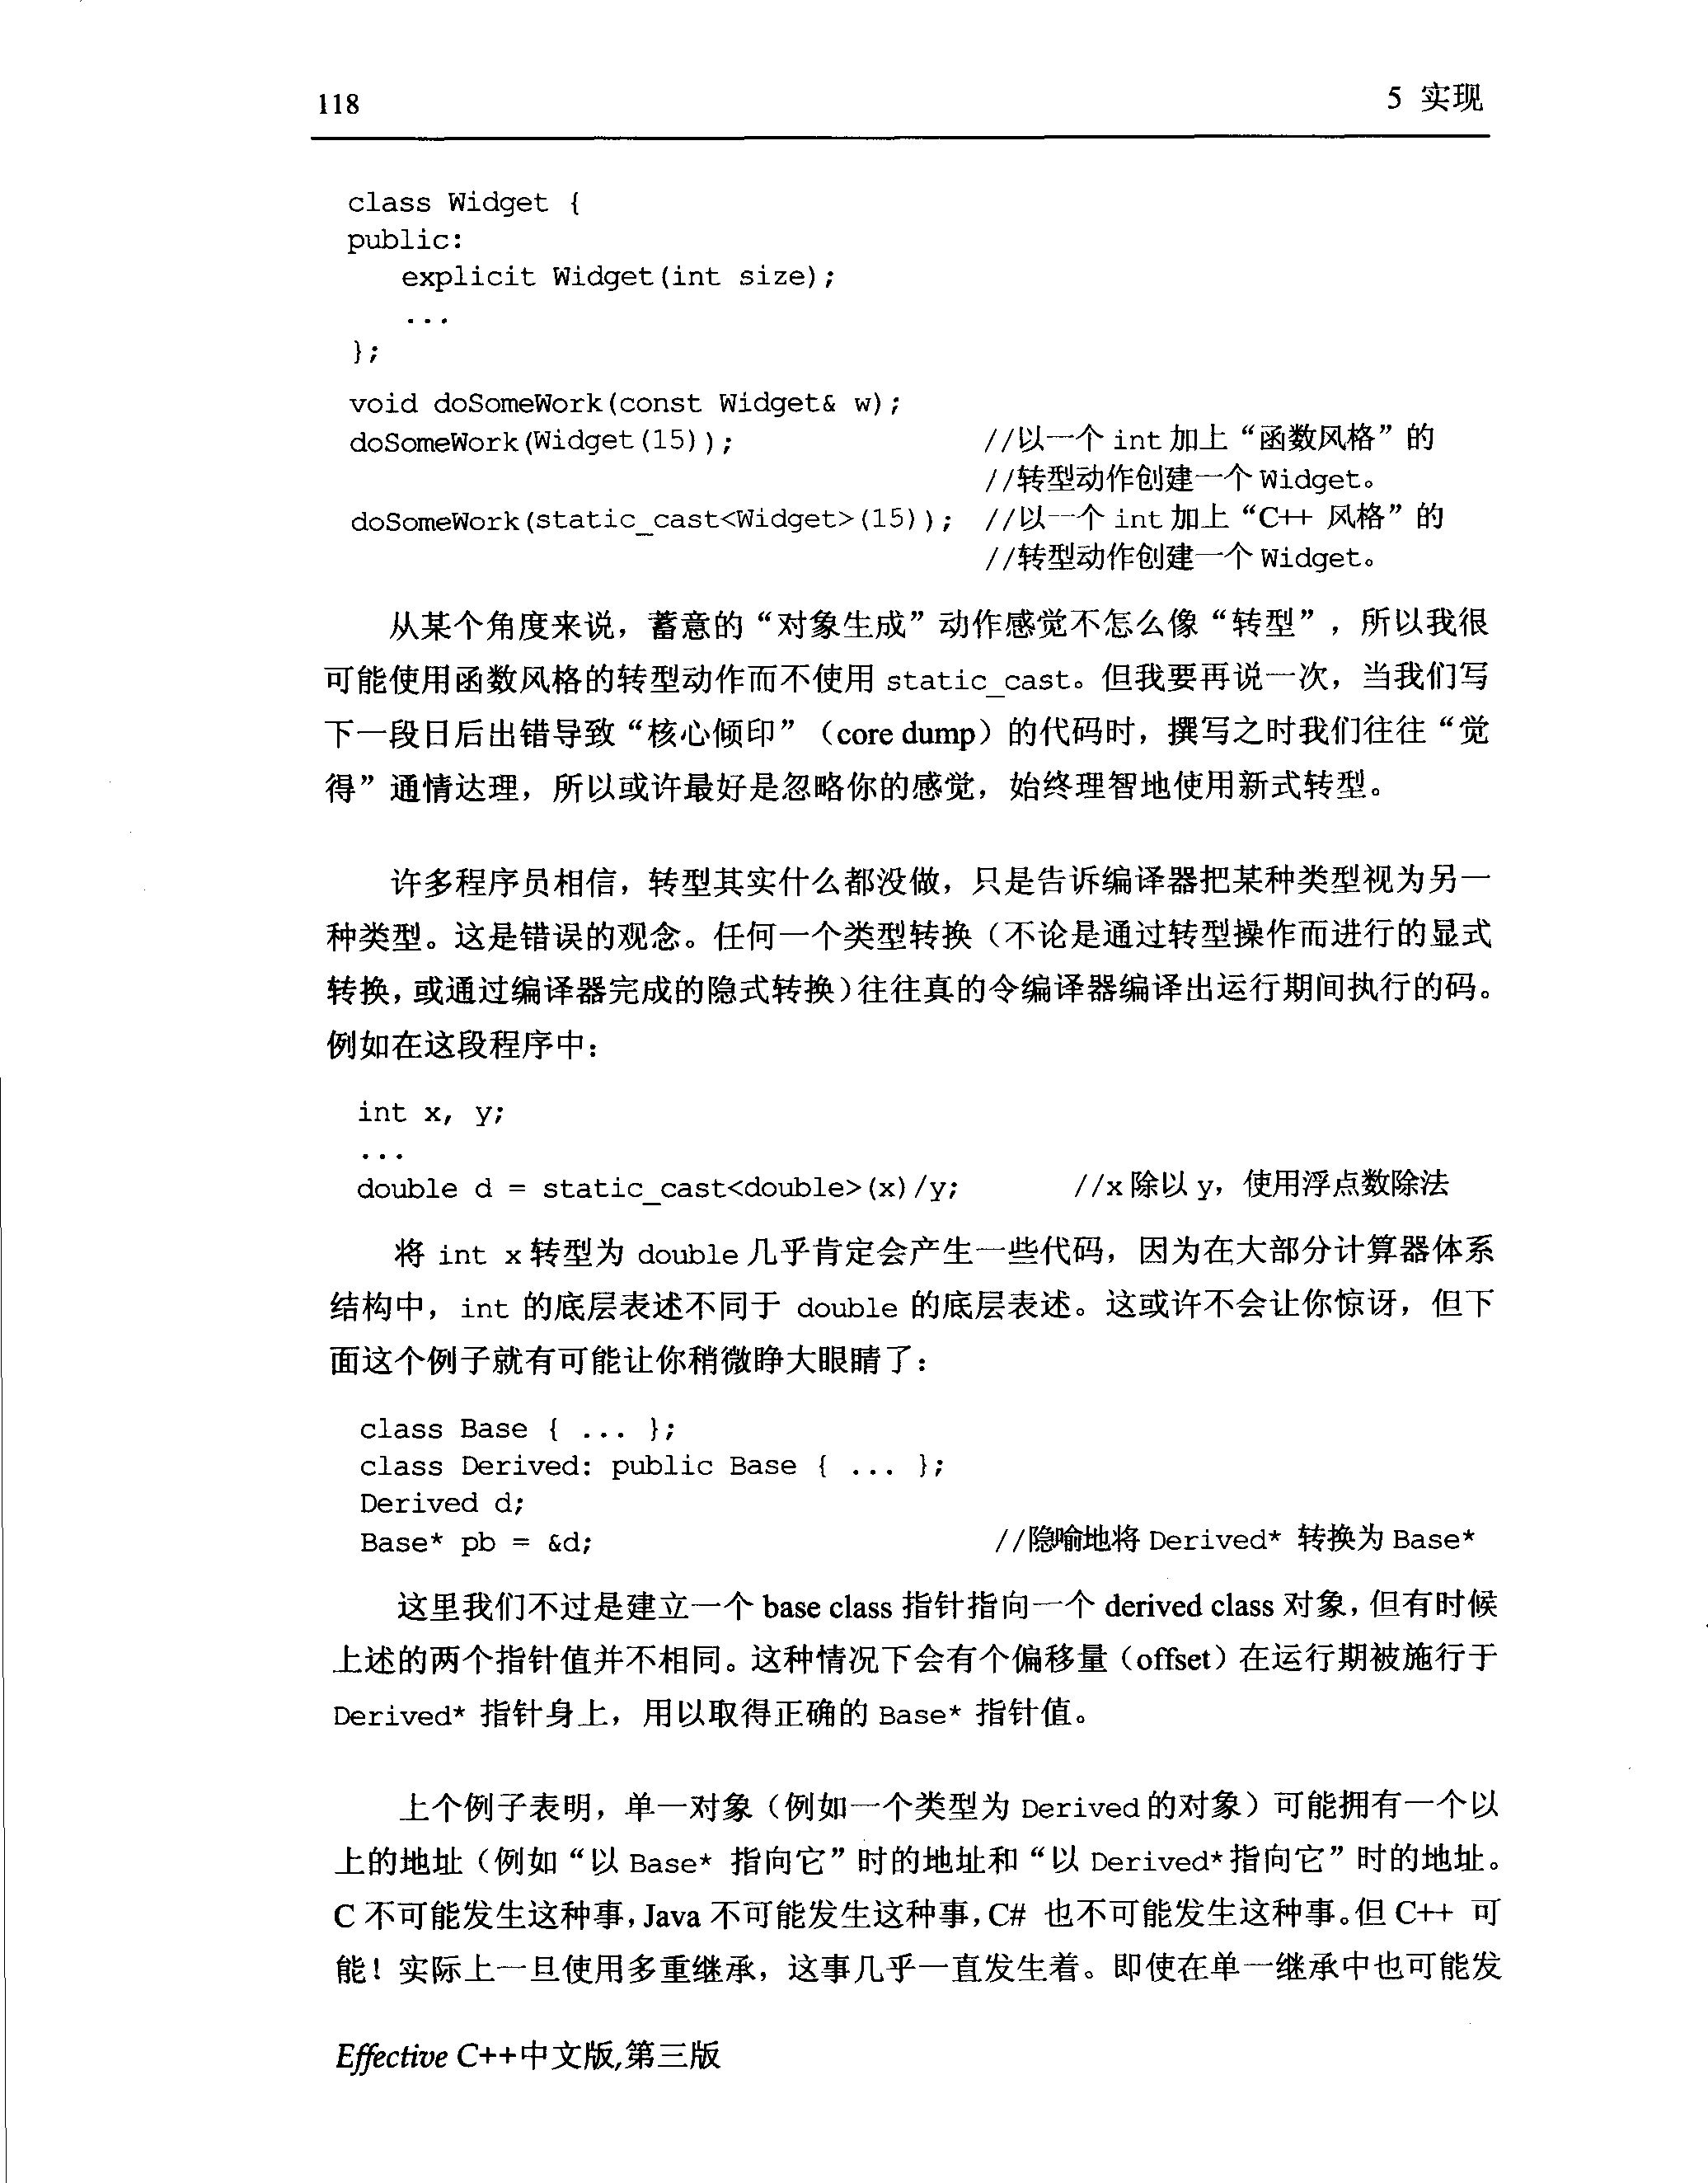 118
5 实现
class Widget {
public:
explicit Widget(int size);
...
};
void doSomeWork(const Widget& w);
doSomeWork(Widget(15)); //以一个 int 加上“函数风格”的
//转型动作创建一个 Widget。
doSomeWork(static_cast<Widget>(15)); //以一个 int 加上“C++ 风格”的
//转型动作创建一个 Widget。
从某个角度来说，蓄意的“对象生成”动作感觉不怎么像“转型”，所以我很
可能使用函数风格的转型动作而不使用 static_cast。但我要再说一次，当我们写
下一段日后出错导致“核心倾印”（core dump）的代码时，撰写之时我们往往“觉
得”通情达理，所以或许最好是忽略你的感觉，始终理智地使用新式转型。
许多程序员相信，转型其实什么都没做，只是告诉编译器把某种类型视为另一
种类型。这是错误的观念。任何一个类型转换（不论是通过转型操作而进行的显式
转换，或通过编译器完成的隐式转换）往往真的令编译器编译出运行期间执行的码。
例如在这段程序中：
int x, y;
...
double d = static_cast<double>(x)/y; //x 除以 y，使用浮点数除法
将 int x 转型为 double 几乎肯定会产生一些代码，因为在大部分计算器体系
结构中，int 的底层表述不同于 double 的底层表述。这或许不会让你惊讶，但下
面这个例子就有可能让你稍微睁大眼睛了：
class Base { ... };
class Derived: public Base { ... };
Derived d;
Base* pb = &d; //隐喻地将 Derived* 转换为 Base*
这里我们不过是建立一个 base class 指针指向一个 derived class 对象，但有时候
上述的两个指针值并不相同。这种情况下会有个偏移量（offset）在运行期被施行于
Derived* 指针身上，用以取得正确的 Base* 指针值。
上个例子表明，单一对象（例如一个类型为 Derived 的对象）可能拥有一个以
上的地址（例如“以 Base* 指向它”时的地址和“以 Derived*指向它”时的地址。
C 不可能发生这种事，Java 不可能发生这种事，C# 也不可能发生这种事。但 C++ 可
能！实际上一旦使用多重继承，这事几乎一直发生着。即使在单一继承中也可能发
Effective C++中文版,第三版